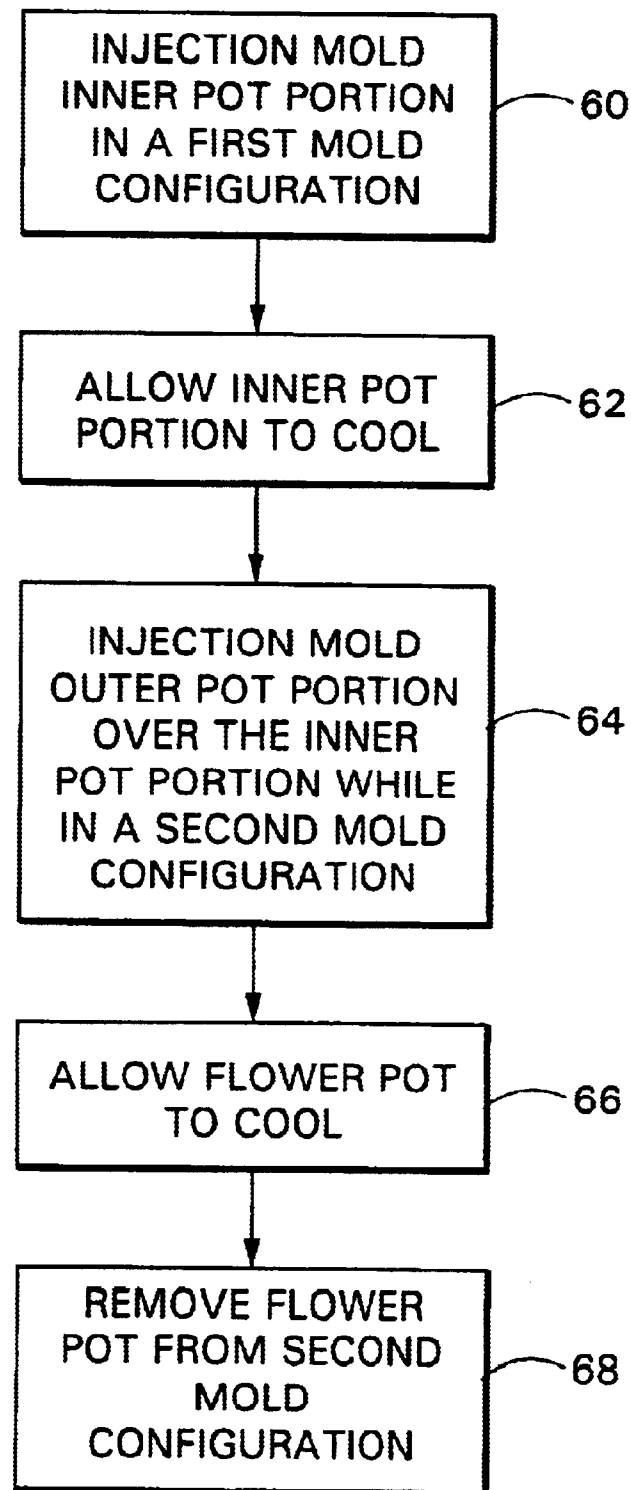 INJECTION MOLD
INNER POT PORTION
IN A FIRST MOLD
CONFIGURATION
60
ALLOW INNER POT
PORTION TO COOL
62
INJECTION MOLD
OUTER POT PORTION
OVER THE INNER
POT PORTION WHILE
IN A SECOND MOLD
CONFIGURATION
64
ALLOW FLOWER POT
TO COOL
66
REMOVE FLOWER
POT FROM SECOND
MOLD
CONFIGURATION
68